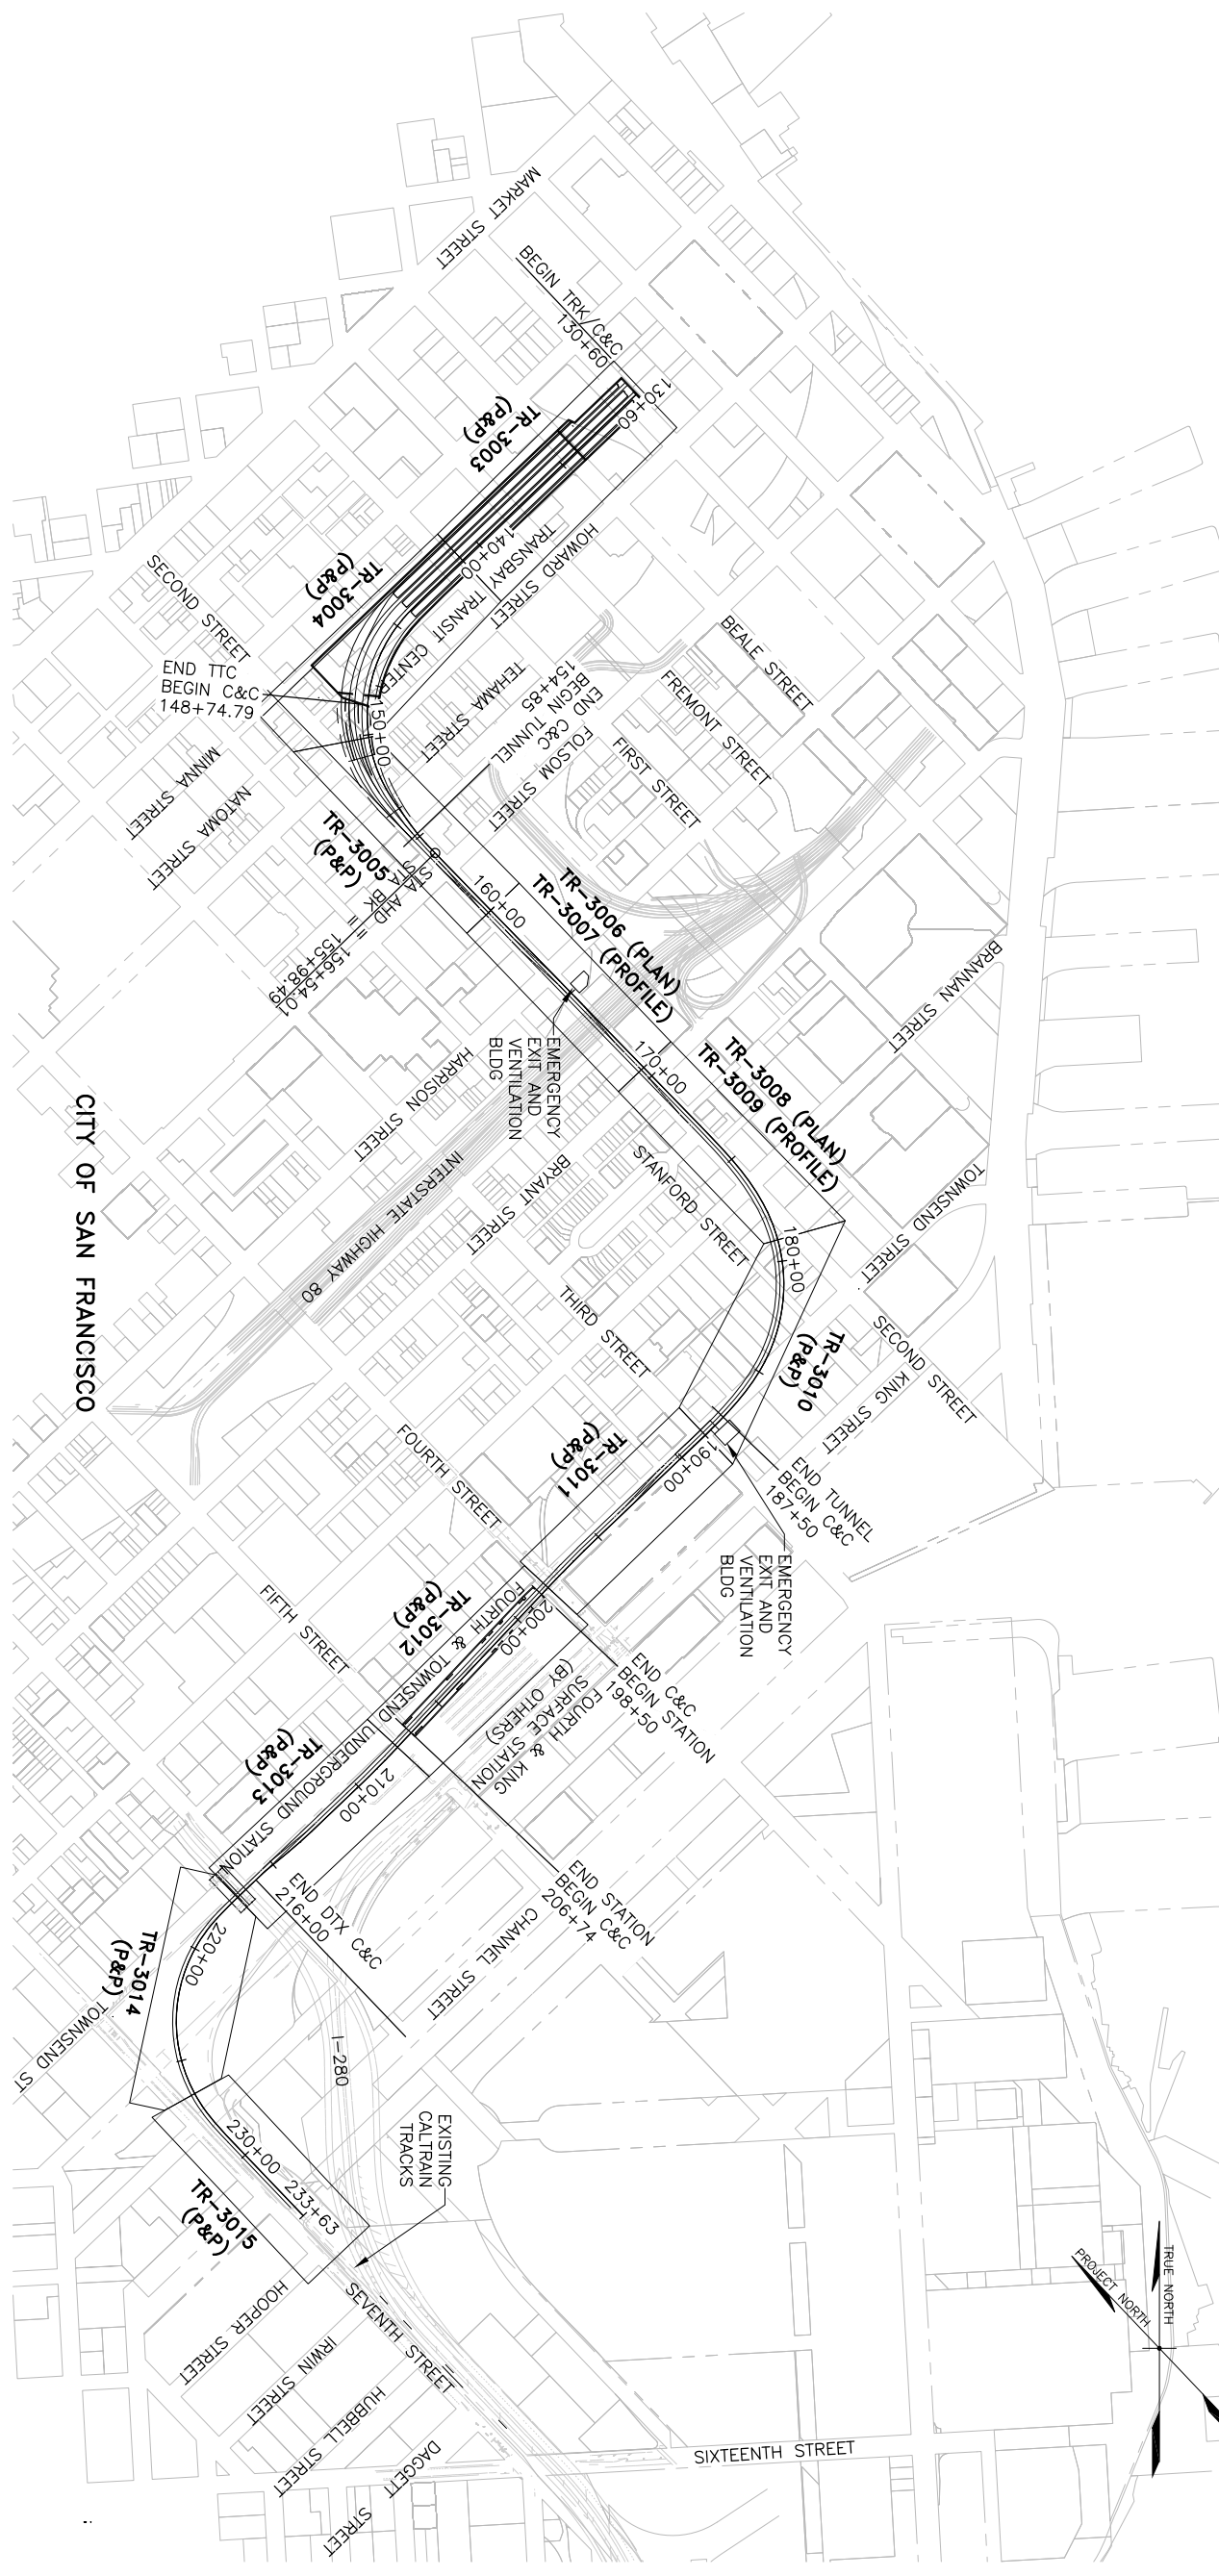 MARKET STREET
BEGIN TRK/C&C
130+60
130+60
TR-3003
(P&P)
HOWARD STREET
TRANSBAY TRANSIT CENTER
140+00
TR-3004
(P&P)
SECOND STREET
END TTC
BEGIN C&C
148+74.79
150+00
TEHAMA STREET
END C&C
BEGIN TUNNEL
154+85
FOLSOM STREET
BEALE STREET
FREMONT STREET
FIRST STREET
MINNA STREET
NATOMA STREET
TR-3005
(P&P)
STA AHD = 156+54.01
STA BK = 155+98.49
160+00
TR-3006 (PLAN)
TR-3007 (PROFILE)
BRANNAN STREET
EMERGENCY
EXIT AND
VENTILATION
BLDG
170+00
TR-3008 (PLAN)
TR-3009 (PROFILE)
HARRISON STREET
CITY OF SAN FRANCISCO
INTERSTATE HIGHWAY 80
BRYANT STREET
STANFORD STREET
TOWNSEND STREET
180+00
THIRD STREET
SECOND STREET
KING STREET
TR-3010
(P&P)
TR-3011
(P&P)
190+00
END TUNNEL
BEGIN C&C
187+50
EMERGENCY
EXIT AND
VENTILATION
BLDG
FOURTH STREET
FIFTH STREET
TR-3012
(P&P)
200+00
END C&C
BEGIN STATION
198+50
FOURTH & KING
SURFACE STATION
(BY OTHERS)
FOURTH & TOWNSEND UNDERGROUND STATION
TR-3013
(P&P)
210+00
END STATION
BEGIN C&C
206+74
CHANNEL STREET
END DTX C&C
216+00
TR-3014
(P&P)
220+00
TOWNSEND ST
I-280
EXISTING
CALTRAIN
TRACKS
230+00
233+63
TR-3015
(P&P)
HOOPER STREET
SEVENTH STREET
IRWIN STREET
HUBBELL STREET
DAGGETT STREET
SIXTEENTH STREET
PROJECT NORTH
TRUE NORTH